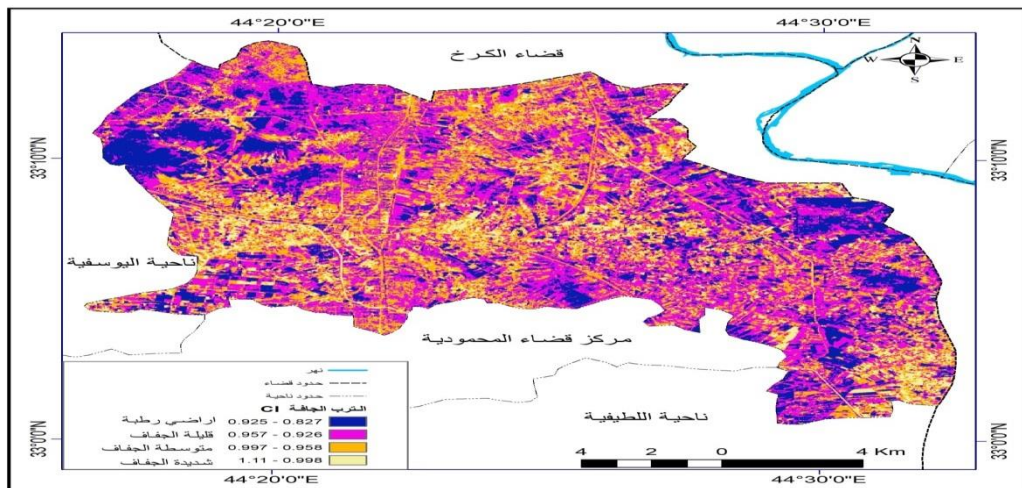 44°20'0"E 44°30'0"E
قضاء الكرخ
N
W E
S
33°10'0"N 33°10'0"N
ناحية اليوسفية
مركز قضاء المحمودية
ناحية اللطيفية
نهر
حدود قضاء
حدود ناحية
الترب الجافة CI
اراضي رطبة 0.925 - 0.827
قليلة الجفاف 0.957 - 0.926
متوسطة الجفاف 0.997 - 0.958
شديدة الجفاف 1.11 - 0.998
33°0'0"N 33°0'0"N
4 2 0 4 Km
44°20'0"E 44°30'0"E